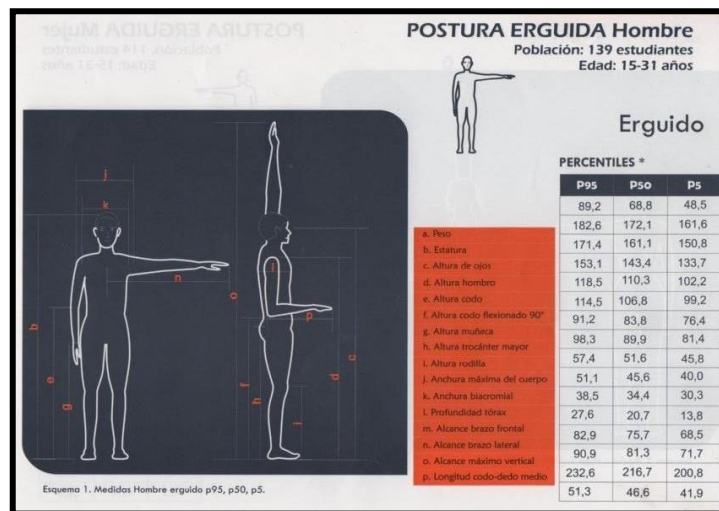 POSTURA ERGUIDA Hombre
Población: 139 estudiantes
Edad: 15-31 años
Erguido
PERCENTILES *
P95 P50 P5
89,2 68,8 48,5
182,6 172,1 161,6
171,4 161,1 150,8
153,1 143,4 133,7
118,5 110,3 102,2
114,5 106,8 99,2
91,2 83,8 76,4
98,3 89,9 81,4
57,4 51,6 45,8
51,1 45,6 40,0
38,5 34,4 30,3
27,6 20,7 13,8
82,9 75,7 68,5
90,9 81,3 71,7
232,6 216,7 200,8
51,3 46,6 41,9
a. Peso
b. Estatura
c. Altura de ojos
d. Altura hombro
e. Altura codo
f. Altura codo flexionado 90°
g. Altura muñeca
h. Altura trocánter mayor
i. Altura rodilla
j. Anchura máxima del cuerpo
k. Anchura biacromial
l. Profundidad tórax
m. Alcance brazo frontal
n. Alcance brazo lateral
o. Alcance máximo vertical
p. Longitud codo-dedo medio
j
k
n
b
e
g
o
l
p
f
h
i
d
c
Esquema 1. Medidas Hombre erguido p95, p50, p5.